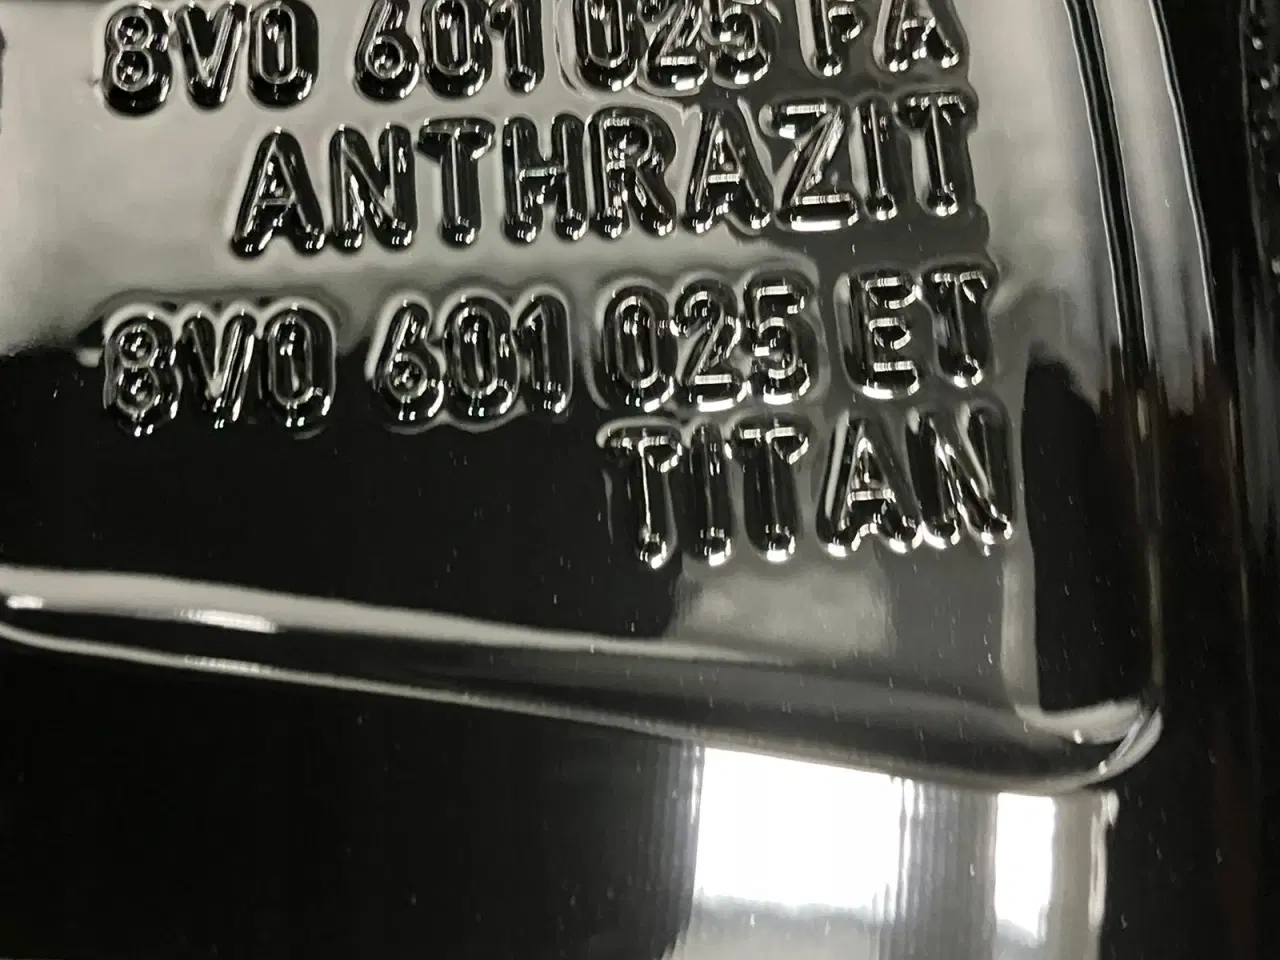 8V0 601 025 FA
ANTHRAZIT
8V0 601 025 ET
TITAN